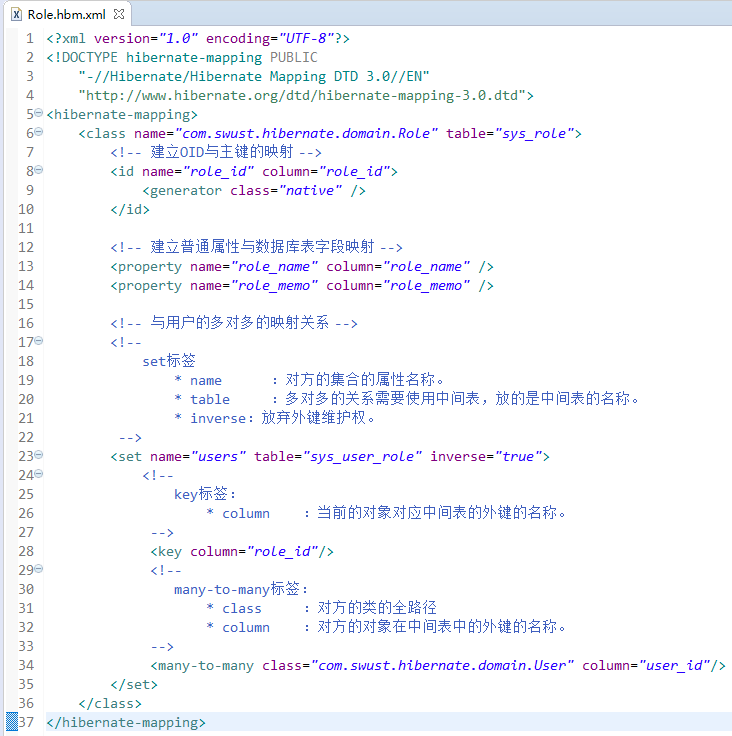 Role.hbm.xml
1 <?xml version="1.0" encoding="UTF-8"?>
2 <!DOCTYPE hibernate-mapping PUBLIC
3     "-//Hibernate/Hibernate Mapping DTD 3.0//EN"
4     "http://www.hibernate.org/dtd/hibernate-mapping-3.0.dtd">
5 <hibernate-mapping>
6     <class name="com.swust.hibernate.domain.Role" table="sys_role">
7         <!-- 建立OID与主键的映射 -->
8         <id name="role_id" column="role_id">
9             <generator class="native" />
10         </id>
11
12         <!-- 建立普通属性与数据库表字段映射 -->
13         <property name="role_name" column="role_name" />
14         <property name="role_memo" column="role_memo" />
15
16         <!-- 与用户的多对多的映射关系 -->
17         <!--
18             set标签
19                 * name      ：对方的集合的属性名称。
20                 * table     ：多对多的关系需要使用中间表，放的是中间表的名称。
21                 * inverse：放弃外键维护权。
22          -->
23         <set name="users" table="sys_user_role" inverse="true">
24             <!--
25                 key标签：
26                     * column    ：当前的对象对应中间表的外键的名称。
27              -->
28              <key column="role_id"/>
29              <!--
30                 many-to-many标签：
31                     * class     ：对方的类的全路径
32                     * column    ：对方的对象在中间表中的外键的名称。
33              -->
34              <many-to-many class="com.swust.hibernate.domain.User" column="user_id"/>
35         </set>
36     </class>
37 </hibernate-mapping>